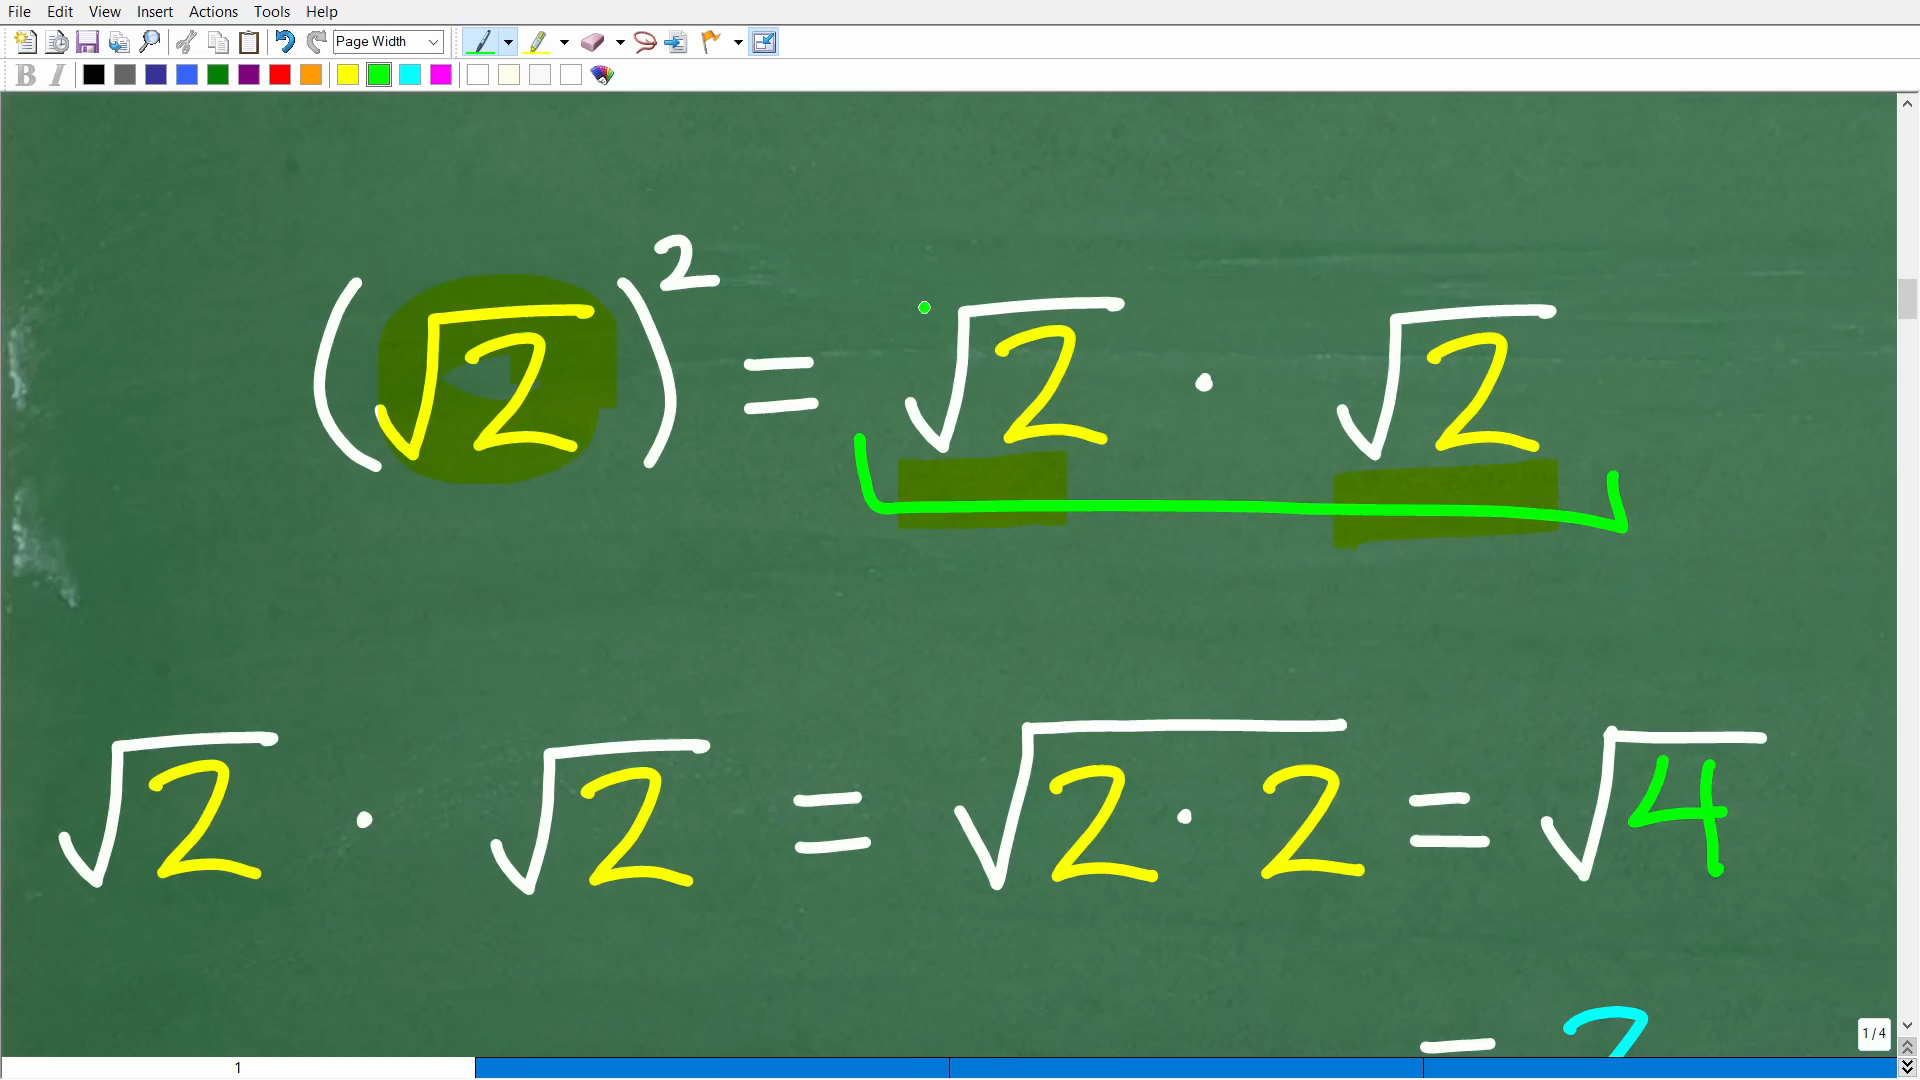 File Edit View Insert Actions Tools Help
Page Width
B I
(√2)² = √2 · √2
√2 · √2 = √2 · 2 = √4
=
1 / 4
1